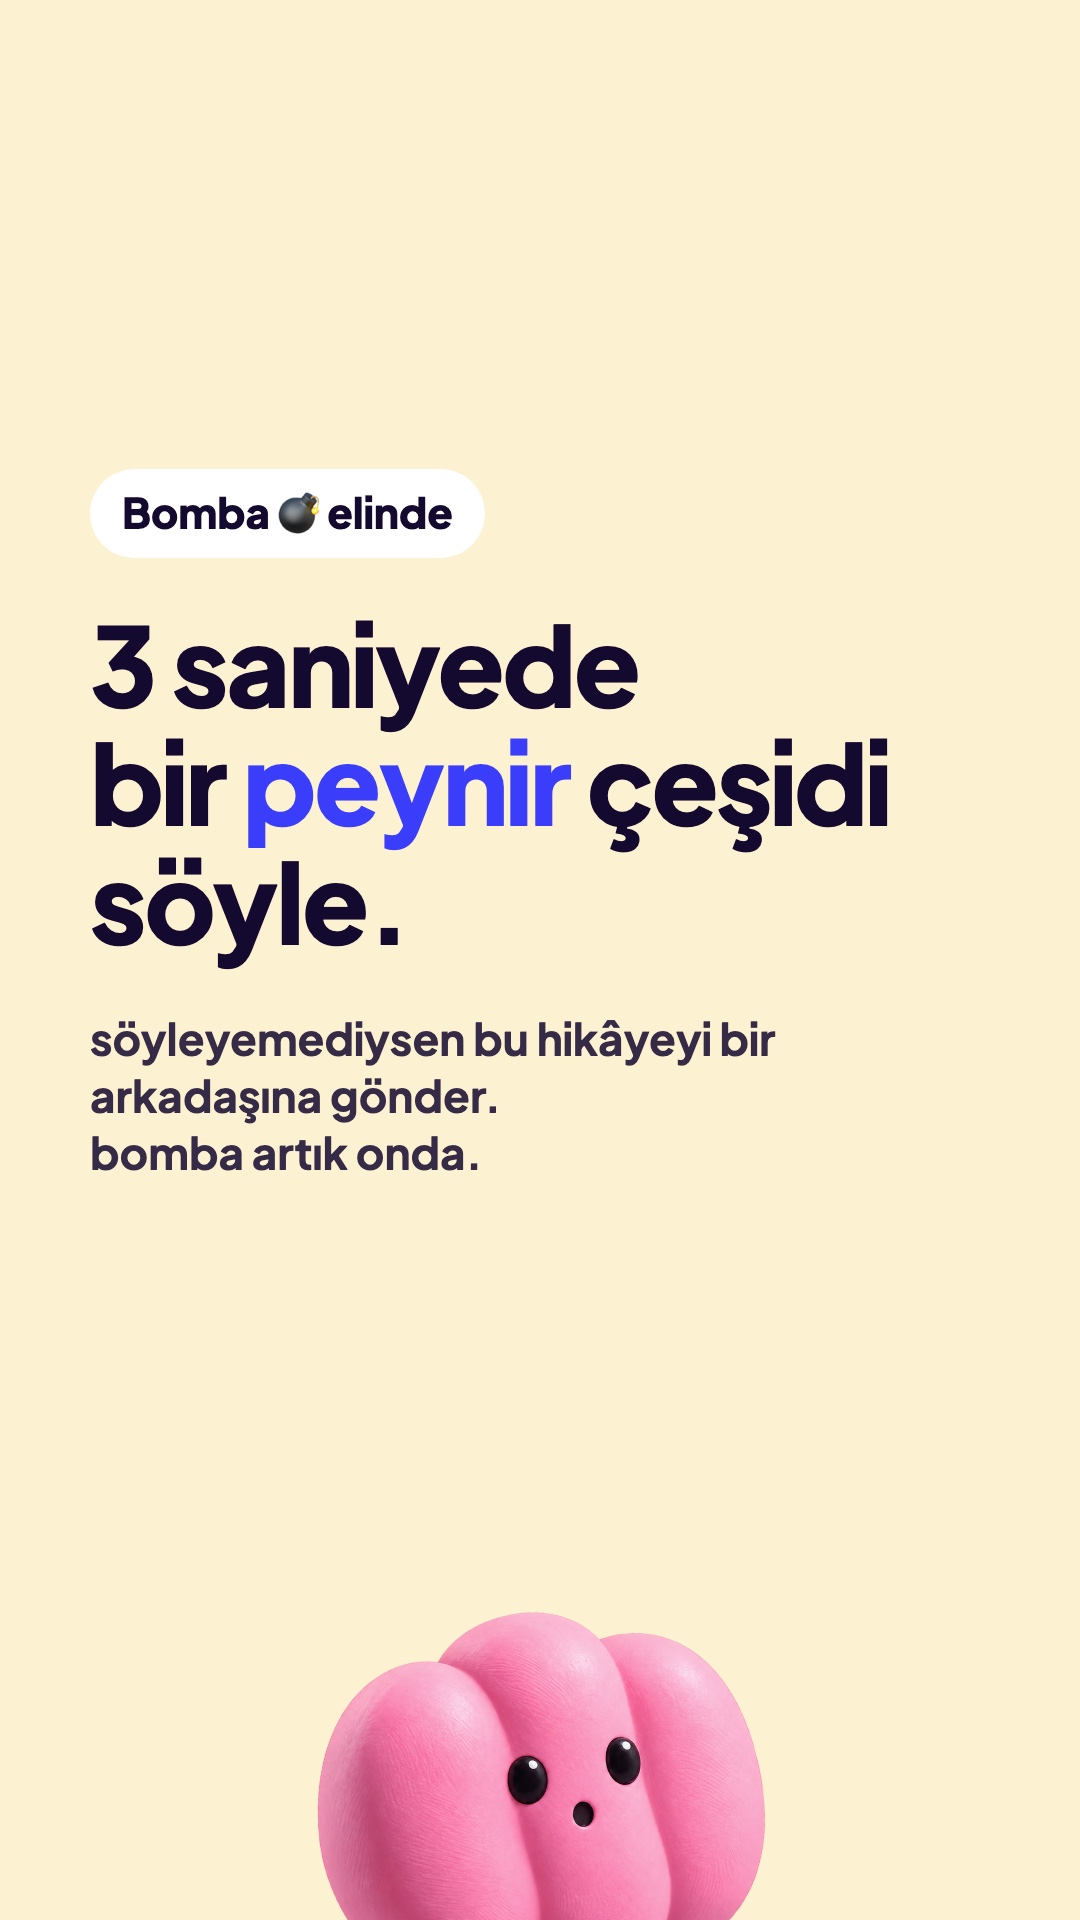 Bomba 💣 elinde
3 saniyede
bir peynir çeşidi
söyle.
söyleyemediysen bu hikâyeyi bir
arkadaşına gönder.
bomba artık onda.